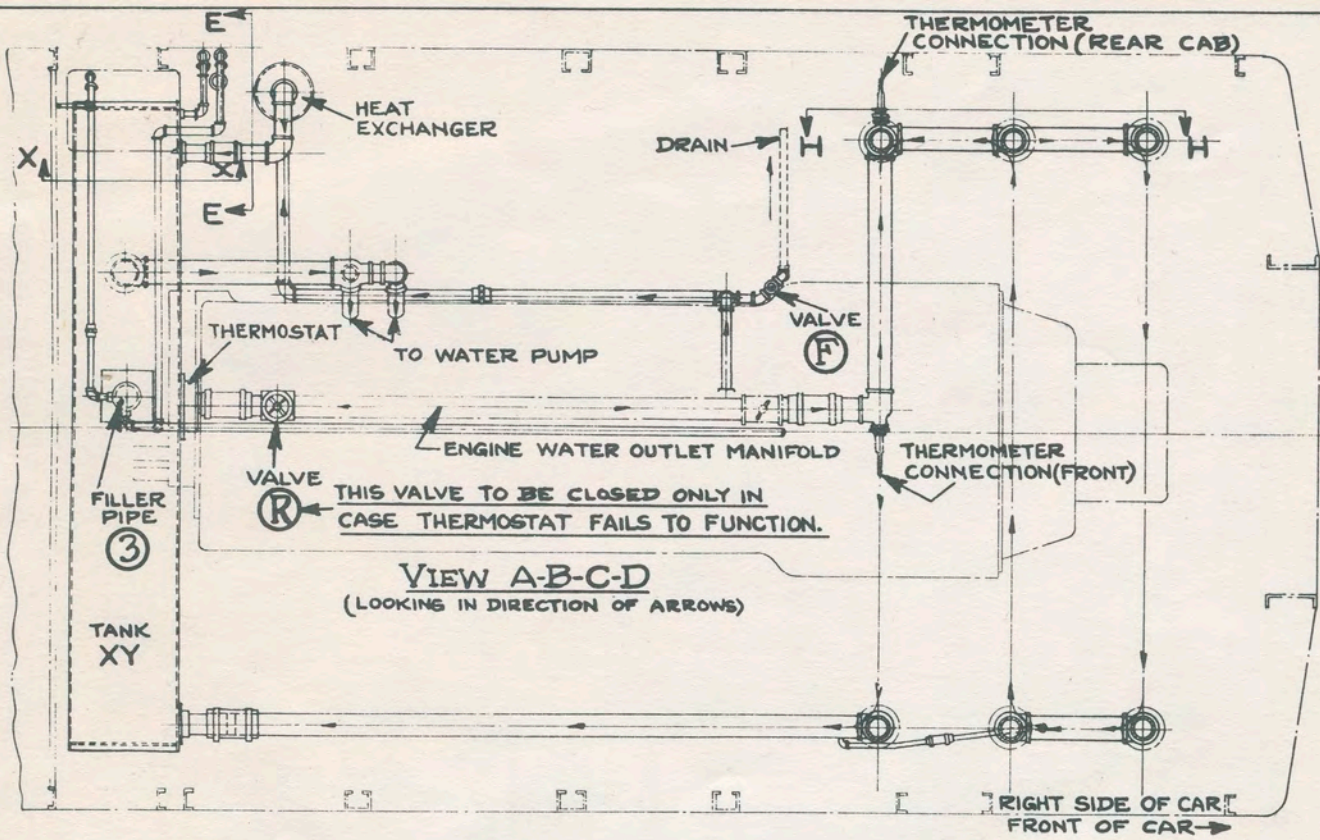 E
THERMOMETER
CONNECTION (REAR CAB)
HEAT
EXCHANGER
DRAIN
H
H
X
X
E
THERMOSTAT
TO WATER PUMP
VALVE
F
ENGINE WATER OUTLET MANIFOLD
THERMOMETER
CONNECTION (FRONT)
VALVE
R
THIS VALVE TO BE CLOSED ONLY IN
CASE THERMOSTAT FAILS TO FUNCTION.
FILLER
PIPE
3
VIEW A-B-C-D
(LOOKING IN DIRECTION OF ARROWS)
TANK
XY
RIGHT SIDE OF CAR
FRONT OF CAR